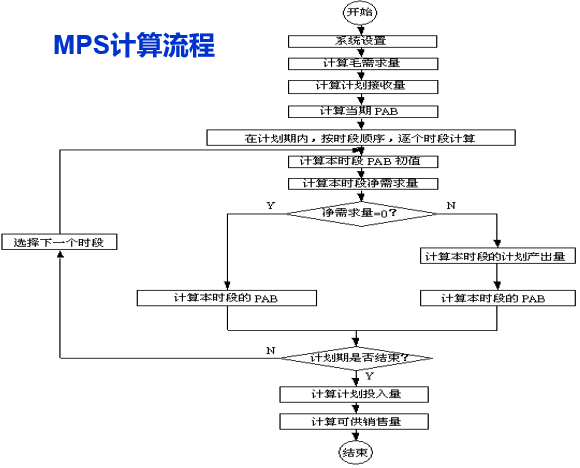 开始
MPS计算流程
系统设置
计算毛需求量
计算计划接收量
计算当期 PAB
在计划期内，按时段顺序，逐个时段计算
计算本时段 PAB 初值
计算本时段净需求量
Y
净需求量=0？
N
选择下一个时段
计算本时段的计划产出量
计算本时段的 PAB
计算本时段的 PAB
N
计划期是否结束？
Y
计算计划投入量
计算可供销售量
结束